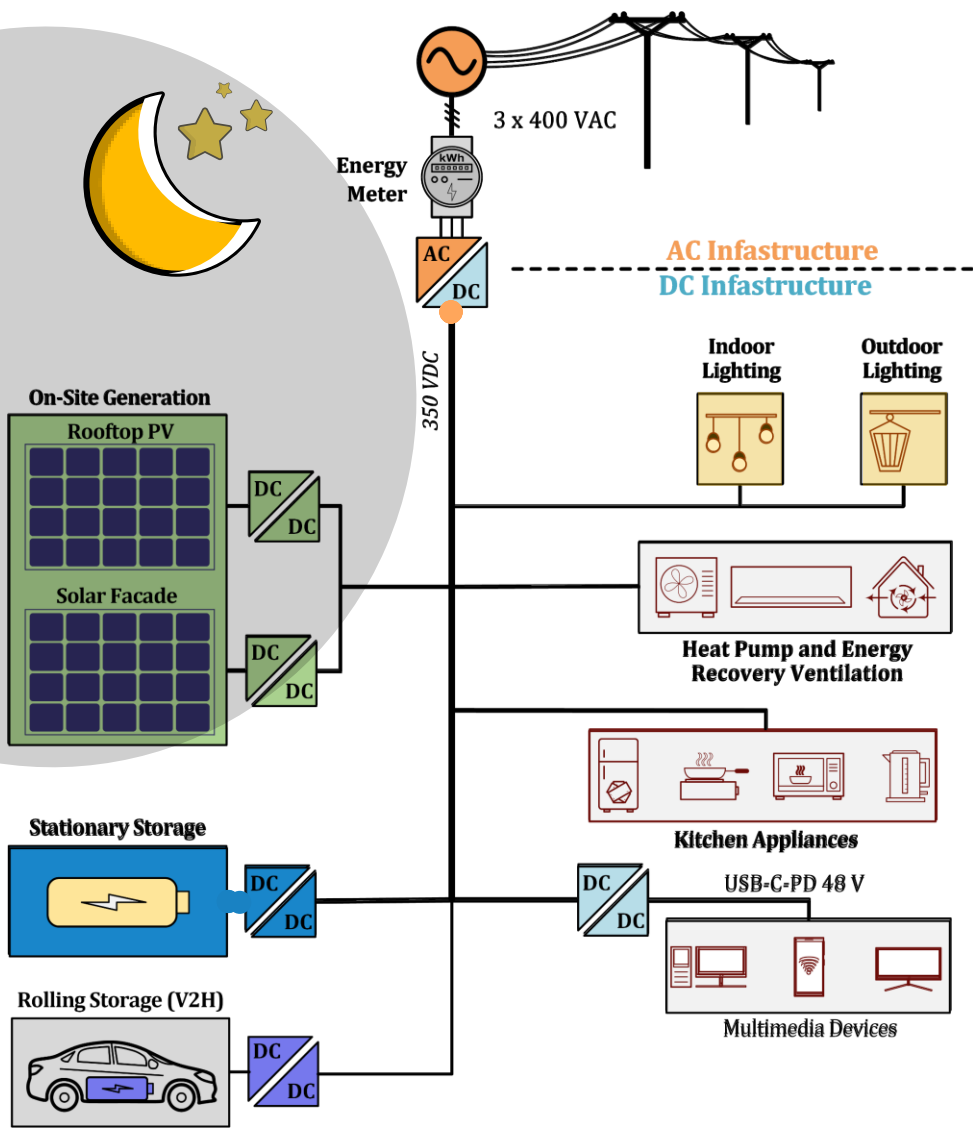 3 x 400 VAC
kWh
Energy
Meter
AC
DC
AC Infastructure
DC Infastructure
350 VDC
Indoor
Lighting
Outdoor
Lighting
On-Site Generation
Rooftop PV
DC
DC
Solar Facade
DC
DC
Heat Pump and Energy
Recovery Ventilation
Kitchen Appliances
Stationary Storage
DC
DC
DC
DC
USB-C-PD 48 V
Multimedia Devices
Rolling Storage (V2H)
DC
DC